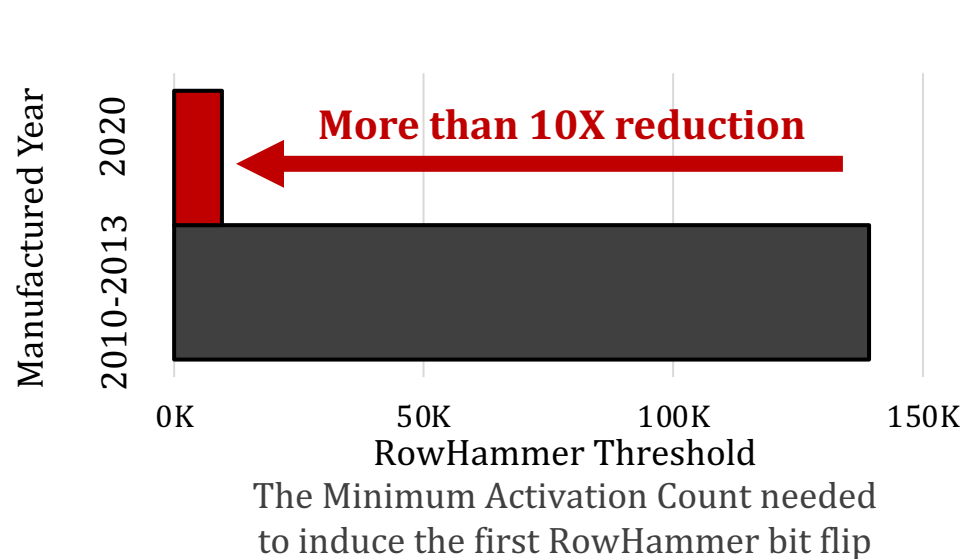 Manufactured Year
2020
2010-2013
More than 10X reduction
0K
50K
100K
150K
RowHammer Threshold
The Minimum Activation Count needed
to induce the first RowHammer bit flip